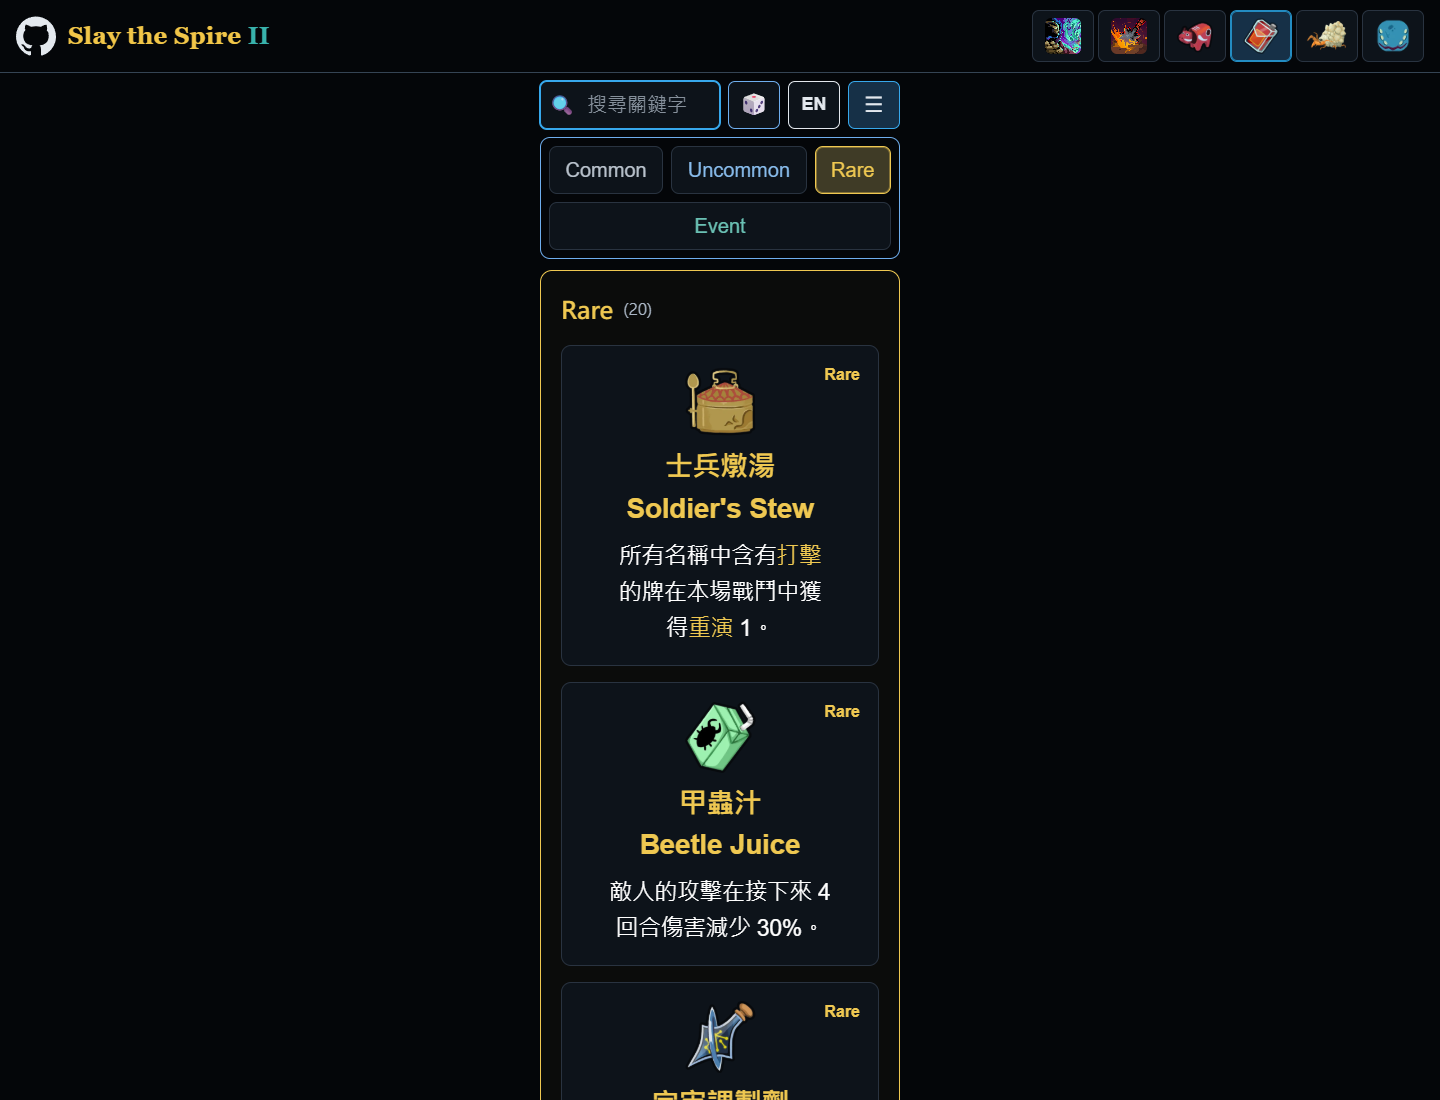 Slay the Spire II
搜尋關鍵字
EN
Common
Uncommon
Rare
Event
Rare (20)
Rare
士兵燉湯
Soldier's Stew
所有名稱中含有打擊
的牌在本場戰鬥中獲
得重演 1。
Rare
甲蟲汁
Beetle Juice
敵人的攻擊在接下來 4
回合傷害減少 30%。
Rare